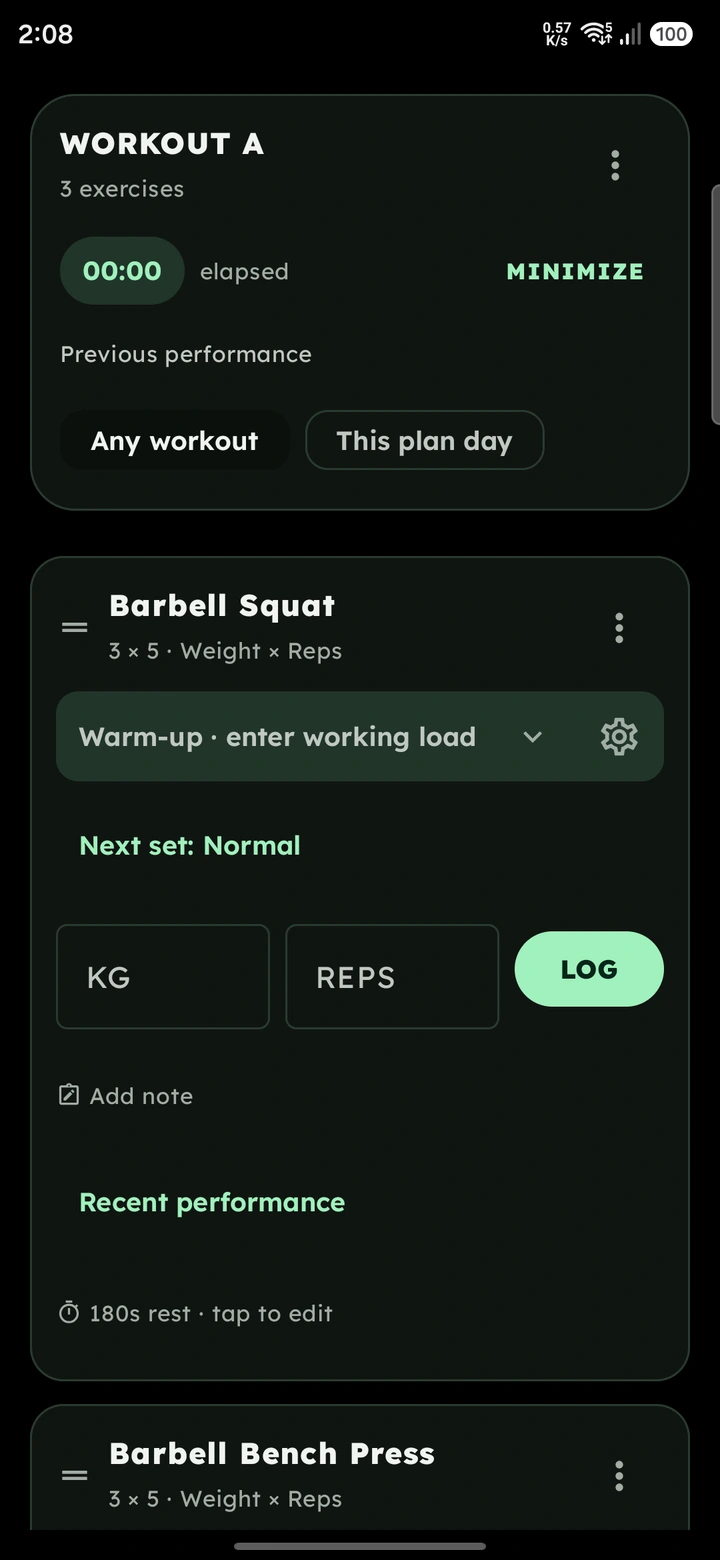 2:08
0.57
K/s
5
100
WORKOUT A
3 exercises
00:00 elapsed MINIMIZE
Previous performance
Any workout This plan day
Barbell Squat
3 × 5 · Weight × Reps
Warm-up · enter working load
Next set: Normal
KG REPS LOG
Add note
Recent performance
180s rest · tap to edit
Barbell Bench Press
3 × 5 · Weight × Reps